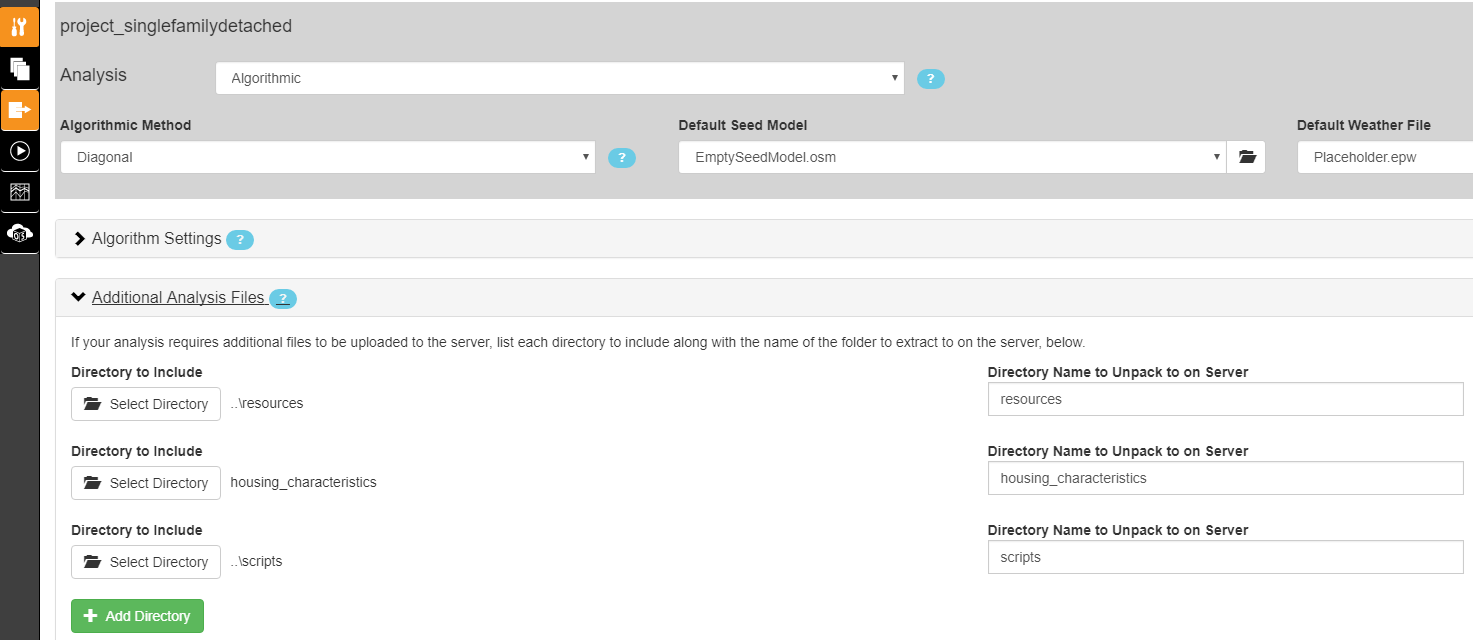 project_singlefamilydetached
Analysis
Algorithmic
?
Algorithmic Method
Default Seed Model
Default Weather File
Diagonal
?
EmptySeedModel.osm
Placeholder.epw
Algorithm Settings ?
Additional Analysis Files ?
If your analysis requires additional files to be uploaded to the server, list each directory to include along with the name of the folder to extract to on the server, below.
Directory to Include
Directory Name to Unpack to on Server
Select Directory ..\resources
resources
Directory to Include
Directory Name to Unpack to on Server
Select Directory housing_characteristics
housing_characteristics
Directory to Include
Directory Name to Unpack to on Server
Select Directory ..\scripts
scripts
Add Directory